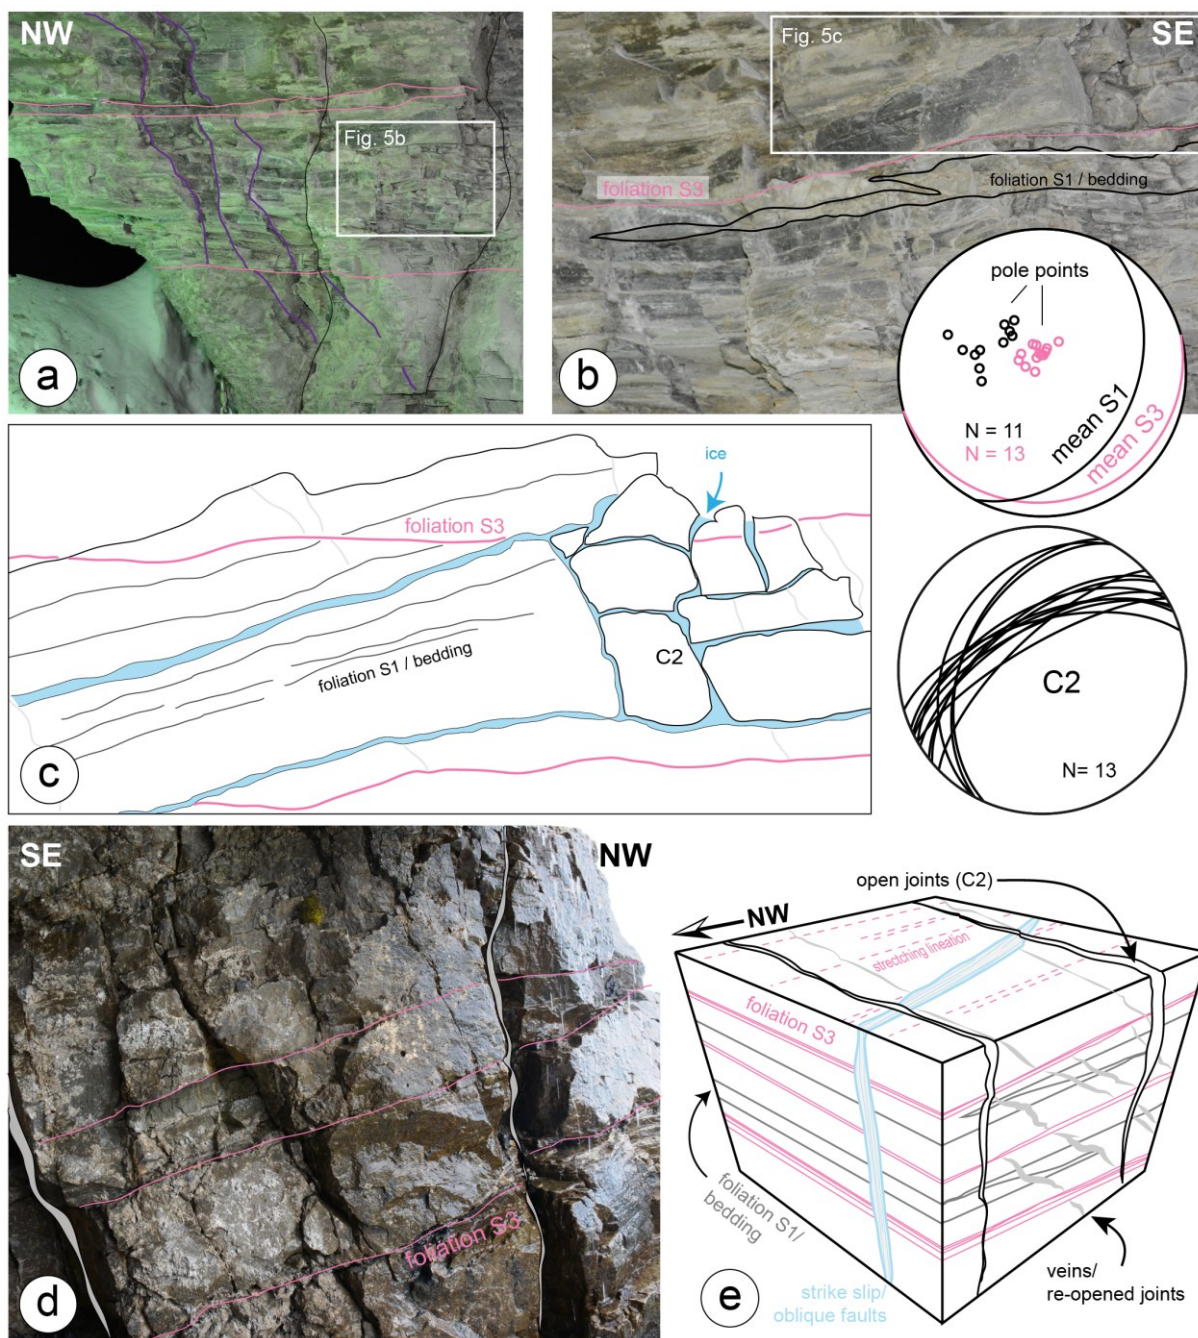 NW
Fig. 5b
a
SE
Fig. 5c
foliation S3
foliation S1 / bedding
b
pole points
N = 11
N = 13
mean S1
mean S3
ice
foliation S3
foliation S1 / bedding
C2
c
C2
N= 13
SE
NW
foliation S3
d
open joints (C2)
NW
strectching lineation
foliation S3
foliation S1/
bedding
strike slip/
oblique faults
veins/
re-opened joints
e